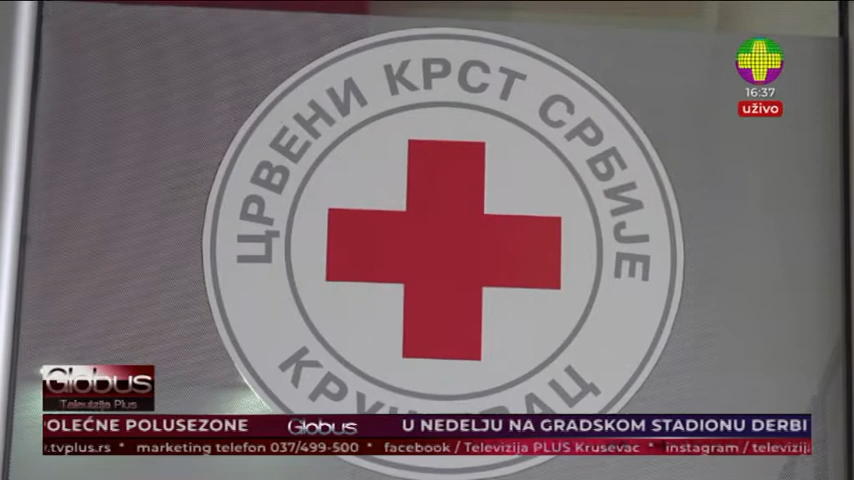 ЦРВЕНИ КРСТ СРБИЈЕ
16:37
uživo
Globus
Televizija Plus
OLEĆNE POLUSEZONE Globus U NEDELJU NA GRADSKOM STADIONU DERBI
.tvplus.rs * marketing telefon 037/499-500 * facebook / Televizija PLUS Krusevac * instagram / televizij